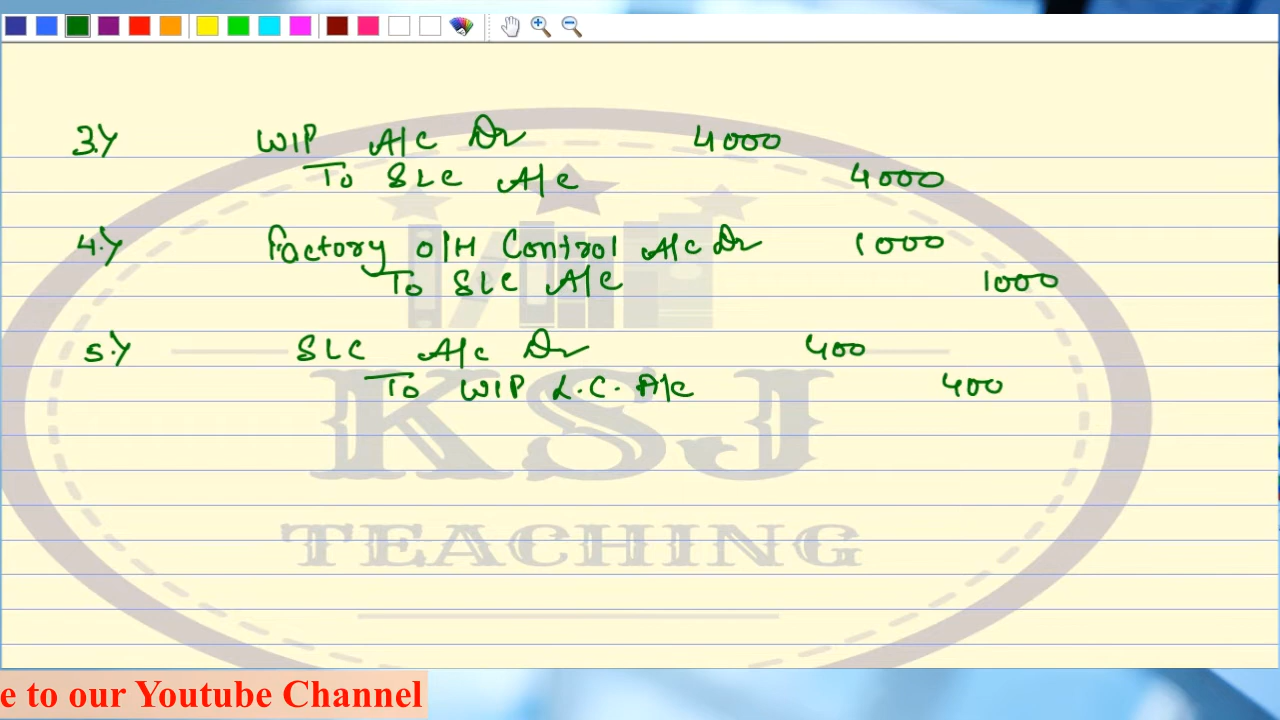 3.) WIP A/c Dr 4000
To SLC A/c 4000
4.) Factory O/H Control A/c Dr 1000
To SLC A/c 1000
5.) SLC A/c Dr 400
To WIP L.C. A/c 400
KSJ
TEACHING
e to our Youtube Channel